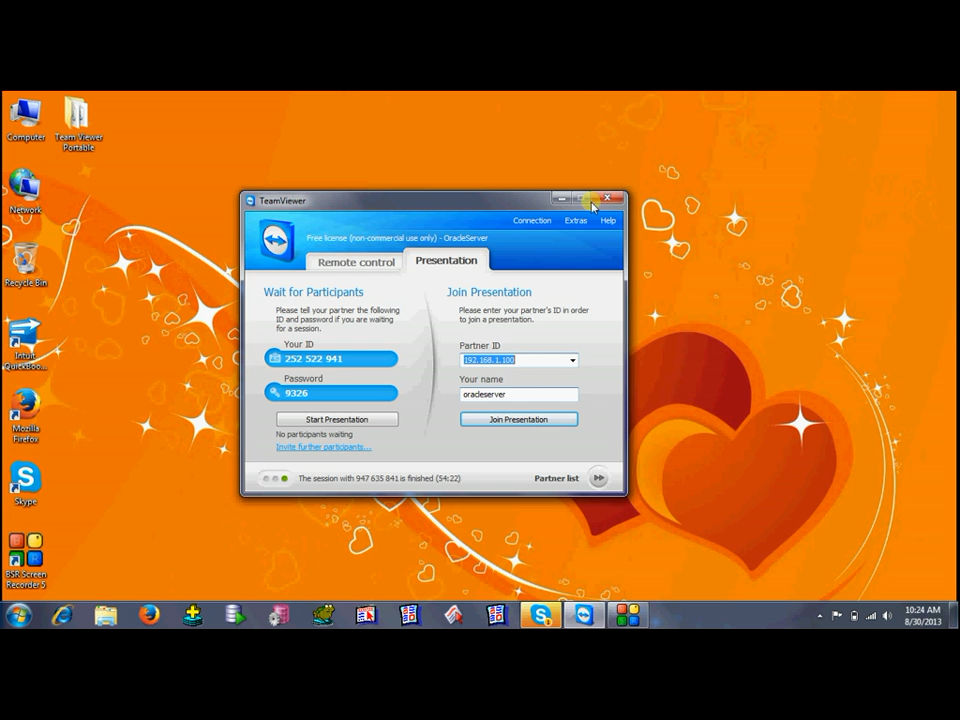 Computer
Team Viewer
Portable
Network
Recycle Bin
Intuit
QuickBoo...
Mozilla
Firefox
Skype
BSR Screen
Recorder 5
TeamViewer
Connection Extras Help
Free license (non-commercial use only) - OracleServer
Remote control Presentation
Wait for Participants
Please tell your partner the following
ID and password if you are waiting
for a session.
Your ID
252 522 941
Password
9326
Start Presentation
No participants waiting
Invite further participants...
Join Presentation
Please enter your partner's ID in order
to join a presentation.
Partner ID
192.168.1.100
Your name
oracleserver
Join Presentation
The session with 947 635 841 is finished (54:22)
Partner list
10:24 AM
8/30/2013